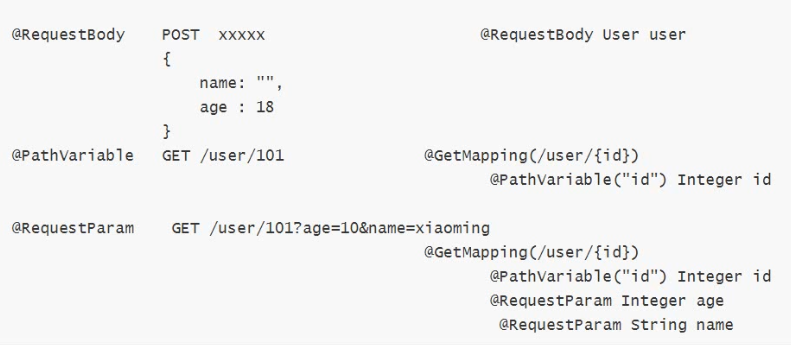 @RequestBody    POST  xxxxx                       @RequestBody User user
                {
                    name: "",
                    age : 18
                }
@PathVariable   GET /user/101               @GetMapping(/user/{id})
                                                   @PathVariable("id") Integer id
@RequestParam    GET /user/101?age=10&name=xiaoming
                                            @GetMapping(/user/{id})
                                                   @PathVariable("id") Integer id
                                                   @RequestParam Integer age
                                                    @RequestParam String name